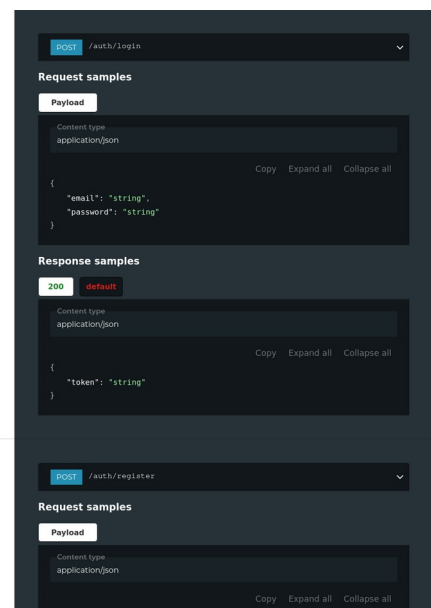 POST /auth/login
Request samples
Payload
Content type
application/json
Copy Expand all Collapse all
{
"email": "string",
"password": "string"
}
Response samples
200 default
Content type
application/json
Copy Expand all Collapse all
{
"token": "string"
}
POST /auth/register
Request samples
Payload
Content type
application/json
Copy Expand all Collapse all